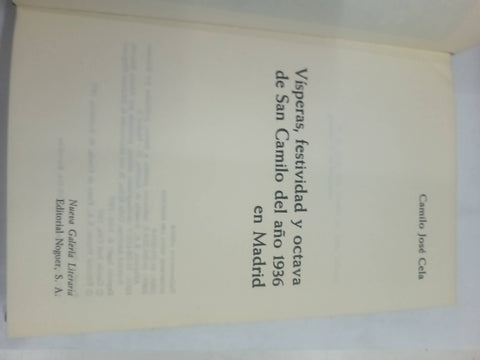 Camilo José Cela
Vísperas, festividad y octava
de San Camilo del año 1936
en Madrid
Nueva Galería Literaria
Editorial Noguer, S. A.